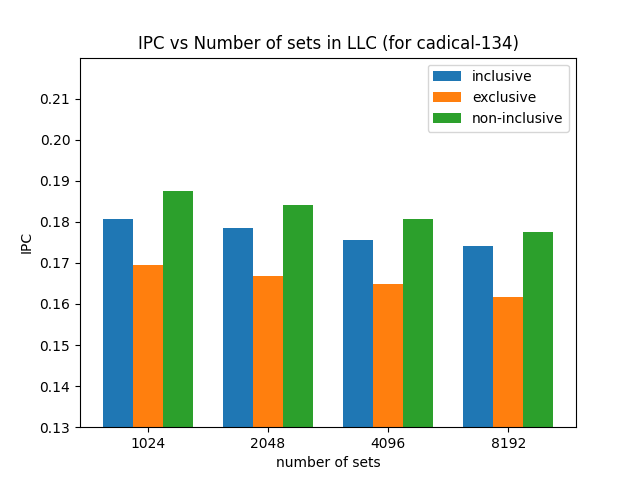 IPC vs Number of sets in LLC (for cadical-134)
inclusive
exclusive
non-inclusive
0.21
0.20
0.19
0.18
0.17
0.16
0.15
0.14
0.13
IPC
1024 2048 4096 8192
number of sets